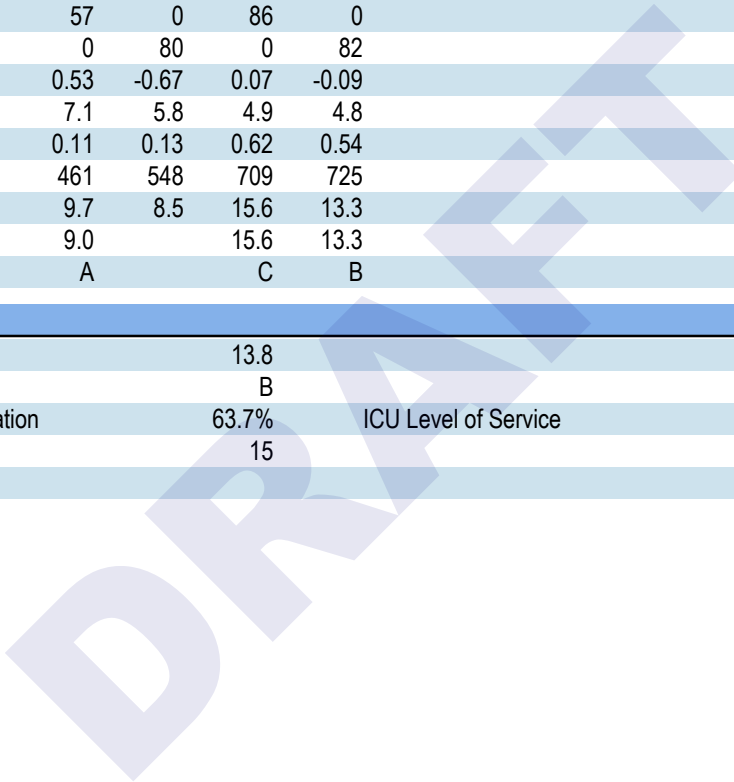 57 0 86 0
0 80 0 82
0.53 -0.67 0.07 -0.09
7.1 5.8 4.9 4.8
0.11 0.13 0.62 0.54
461 548 709 725
9.7 8.5 15.6 13.3
9.0 15.6 13.3
A C B
13.8
B
ation 63.7% ICU Level of Service
15
DRAFT